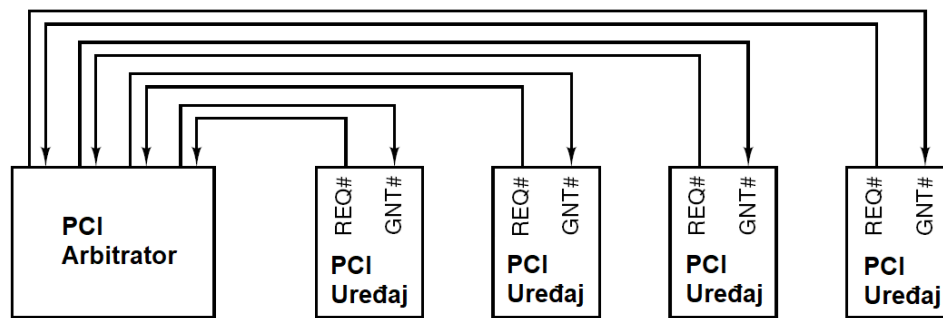 PCI
Arbitrator
REQ#
GNT#
PCI
Uređaj
REQ#
GNT#
PCI
Uređaj
REQ#
GNT#
PCI
Uređaj
REQ#
GNT#
PCI
Uređaj